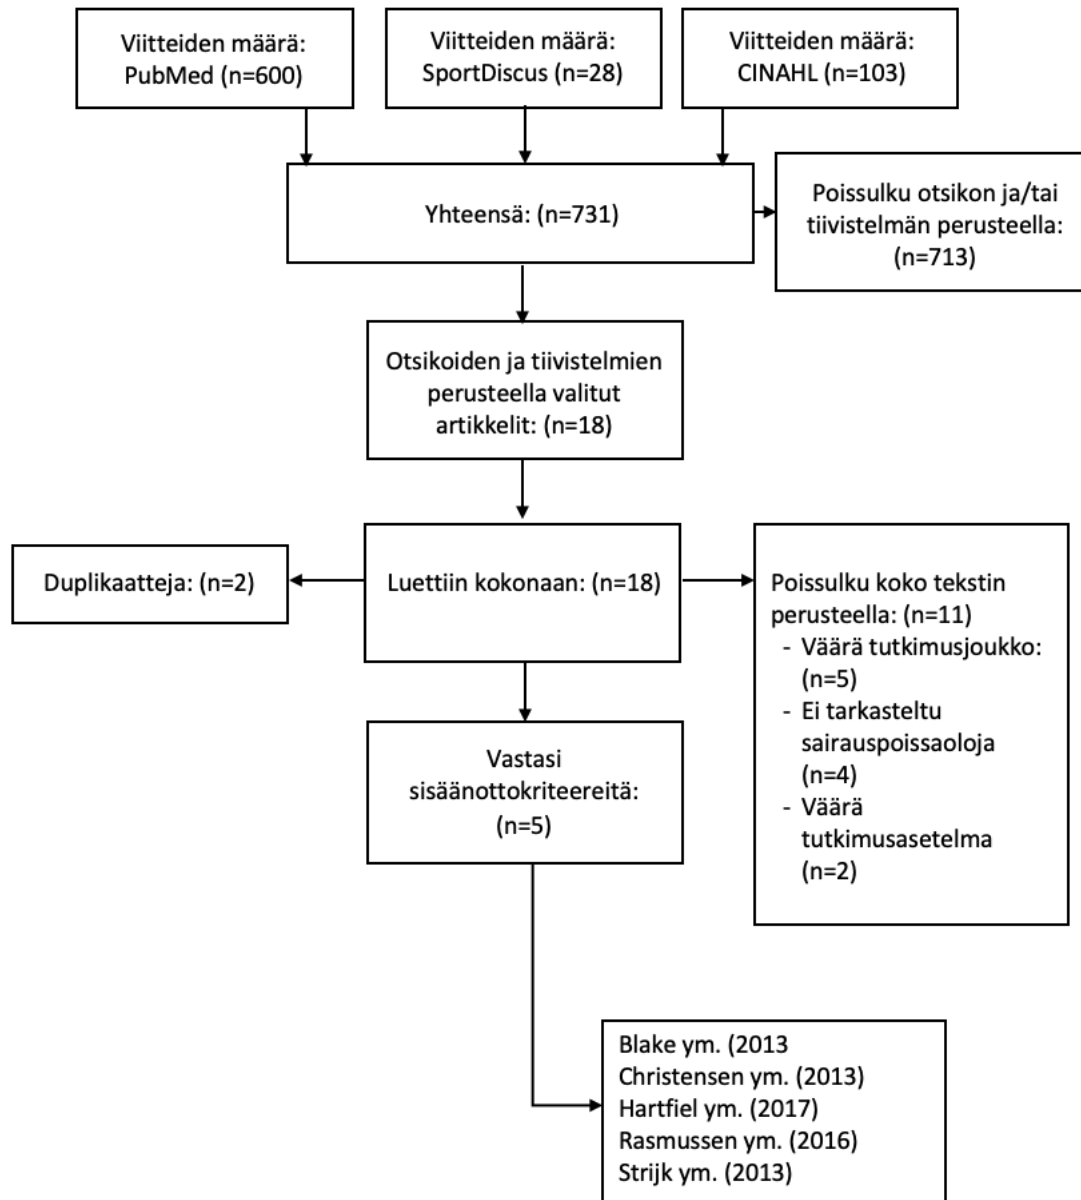 Viitteiden määrä:
PubMed (n=600)
Viitteiden määrä:
SportDiscus (n=28)
Viitteiden määrä:
CINAHL (n=103)
Yhteensä: (n=731)
Poissulku otsikon ja/tai
tiivistelmän perusteella:
(n=713)
Otsikoiden ja tiivistelmien
perusteella valitut
artikkelit: (n=18)
Duplikaatteja: (n=2)
Luettiin kokonaan: (n=18)
Poissulku koko tekstin
perusteella: (n=11)
- Väärä tutkimusjoukko:
(n=5)
- Ei tarkasteltu
sairauspoissaoloja
(n=4)
- Väärä
tutkimusasetelma
(n=2)
Vastasi
sisäänottokriteereitä:
(n=5)
Blake ym. (2013
Christensen ym. (2013)
Hartfiel ym. (2017)
Rasmussen ym. (2016)
Strijk ym. (2013)